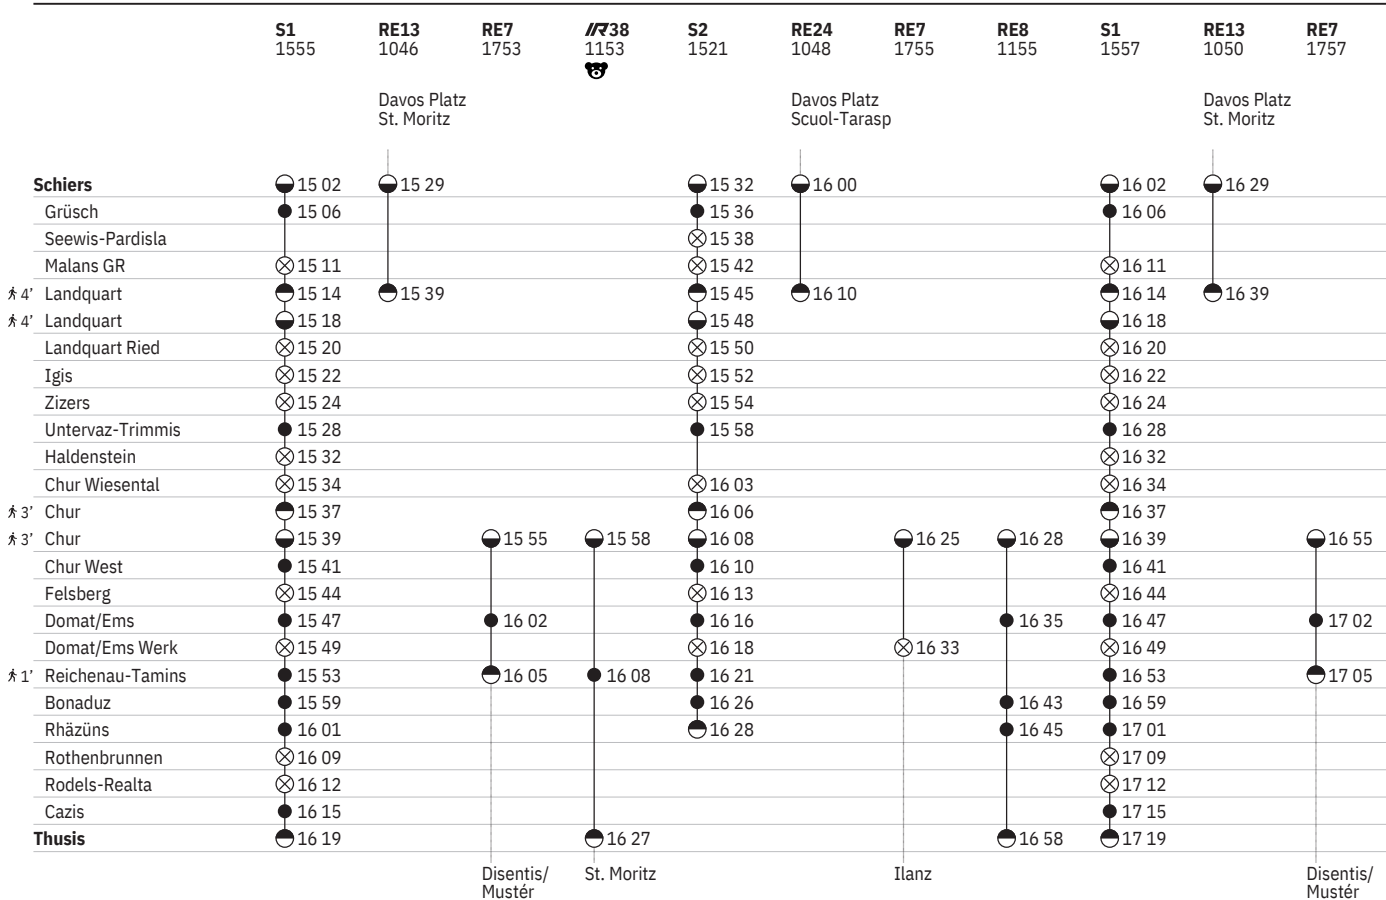 S1 RE13 RE7 IR38 S2 RE24 RE7 RE8 S1 RE13 RE7
1555 1046 1753 1153 1521 1048 1755 1155 1557 1050 1757
Davos Platz Davos Platz Davos Platz
St. Moritz Scuol-Tarasp St. Moritz
Schiers 15 02 15 29 15 32 16 00 16 02 16 29
Grüsch 15 06 15 36 16 06
Seewis-Pardisla 15 38
Malans GR 15 11 15 42 16 11
4’ Landquart 15 14 15 39 15 45 16 10 16 14 16 39
4’ Landquart 15 18 15 48 16 18
Landquart Ried 15 20 15 50 16 20
Igis 15 22 15 52 16 22
Zizers 15 24 15 54 16 24
Untervaz-Trimmis 15 28 15 58 16 28
Haldenstein 15 32 16 32
Chur Wiesental 15 34 16 03 16 34
3’ Chur 15 37 16 06 16 37
3’ Chur 15 39 15 55 15 58 16 08 16 25 16 28 16 39 16 55
Chur West 15 41 16 10 16 41
Felsberg 15 44 16 13 16 44
Domat/Ems 15 47 16 02 16 16 16 35 16 47 17 02
Domat/Ems Werk 15 49 16 18 16 33 16 49
1’ Reichenau-Tamins 15 53 16 05 16 08 16 21 16 53 17 05
Bonaduz 15 59 16 26 16 43 16 59
Rhäzüns 16 01 16 28 16 45 17 01
Rothenbrunnen 16 09 17 09
Rodels-Realta 16 12 17 12
Cazis 16 15 17 15
Thusis 16 19 16 27 16 58 17 19
Disentis/ St. Moritz Ilanz Disentis/
Mustér Mustér